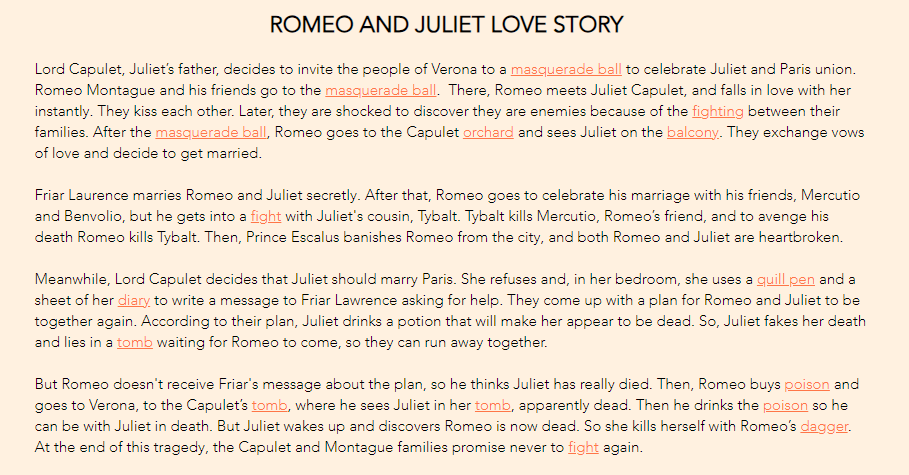 ROMEO AND JULIET LOVE STORY
Lord Capulet, Juliet's father, decides to invite the people of Verona to a masquerade ball to celebrate Juliet and Paris union.
Romeo Montague and his friends go to the masquerade ball.  There, Romeo meets Juliet Capulet, and falls in love with her
instantly. They kiss each other. Later, they are shocked to discover they are enemies because of the fighting between their
families. After the masquerade ball, Romeo goes to the Capulet orchard and sees Juliet on the balcony. They exchange vows
of love and decide to get married.
Friar Laurence marries Romeo and Juliet secretly. After that, Romeo goes to celebrate his marriage with his friends, Mercutio
and Benvolio, but he gets into a fight with Juliet's cousin, Tybalt. Tybalt kills Mercutio, Romeo's friend, and to avenge his
death Romeo kills Tybalt. Then, Prince Escalus banishes Romeo from the city, and both Romeo and Juliet are heartbroken.
Meanwhile, Lord Capulet decides that Juliet should marry Paris. She refuses and, in her bedroom, she uses a quill pen and a
sheet of her diary to write a message to Friar Lawrence asking for help. They come up with a plan for Romeo and Juliet to be
together again. According to their plan, Juliet drinks a potion that will make her appear to be dead. So, Juliet fakes her death
and lies in a tomb waiting for Romeo to come, so they can run away together.
But Romeo doesn't receive Friar's message about the plan, so he thinks Juliet has really died. Then, Romeo buys poison and
goes to Verona, to the Capulet's tomb, where he sees Juliet in her tomb, apparently dead. Then he drinks the poison so he
can be with Juliet in death. But Juliet wakes up and discovers Romeo is now dead. So she kills herself with Romeo's dagger.
At the end of this tragedy, the Capulet and Montague families promise never to fight again.